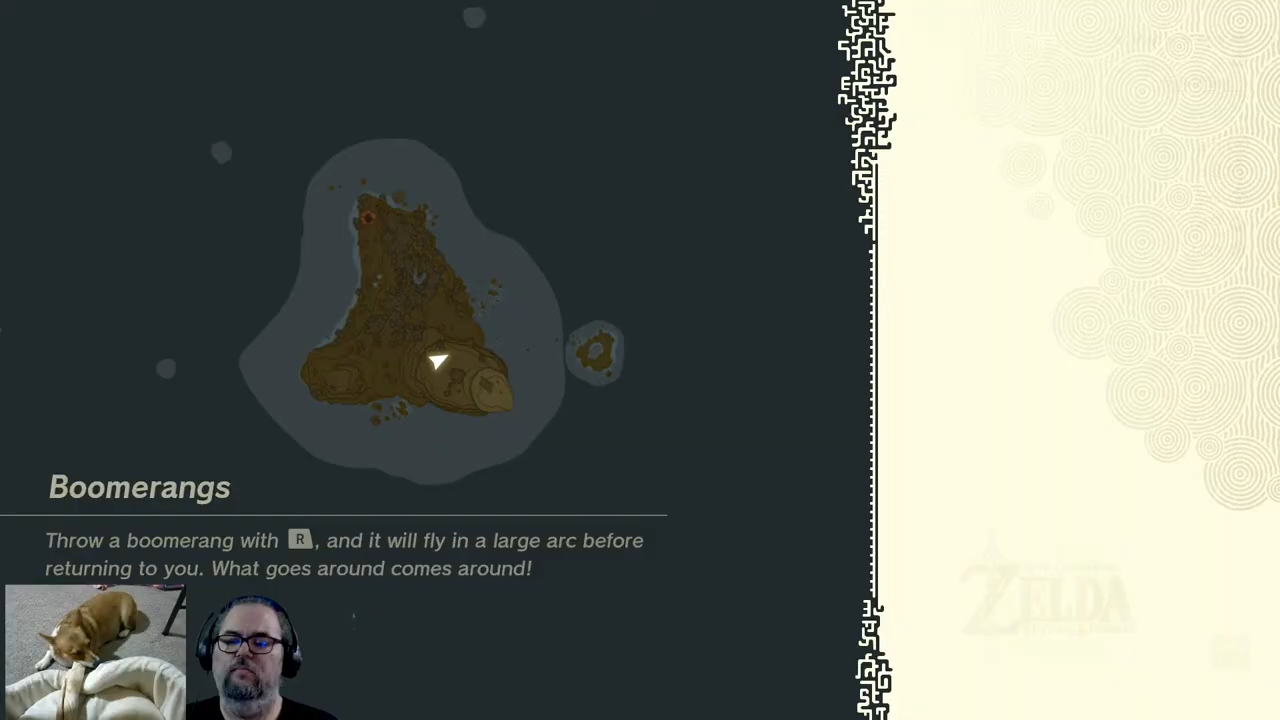 Boomerangs
Throw a boomerang with R, and it will fly in a large arc before
returning to you. What goes around comes around!
ZELDA